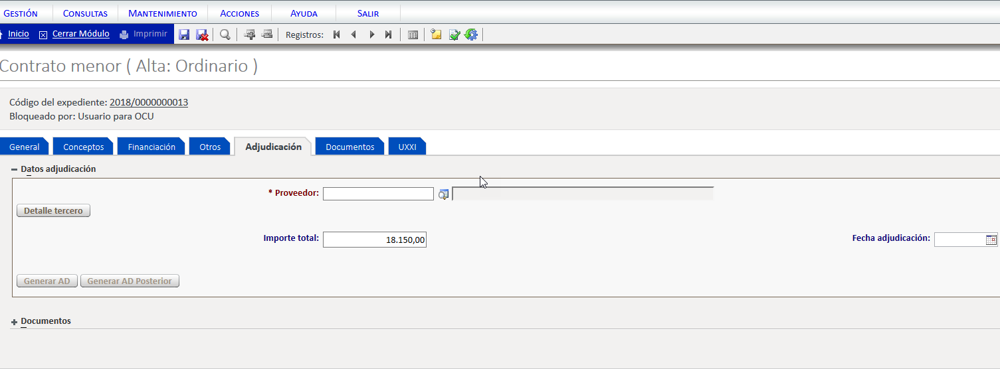 GESTIÓN CONSULTAS MANTENIMIENTO ACCIONES AYUDA SALIR
Inicio Cerrar Módulo Imprimir Registros:
Contrato menor ( Alta: Ordinario )
Código del expediente: 2018/0000000013
Bloqueado por: Usuario para OCU
General Conceptos Financiación Otros Adjudicación Documentos UXXI
Datos adjudicación
* Proveedor:
Detalle tercero
Importe total: 18.150,00 Fecha adjudicación:
Generar AD Generar AD Posterior
Documentos